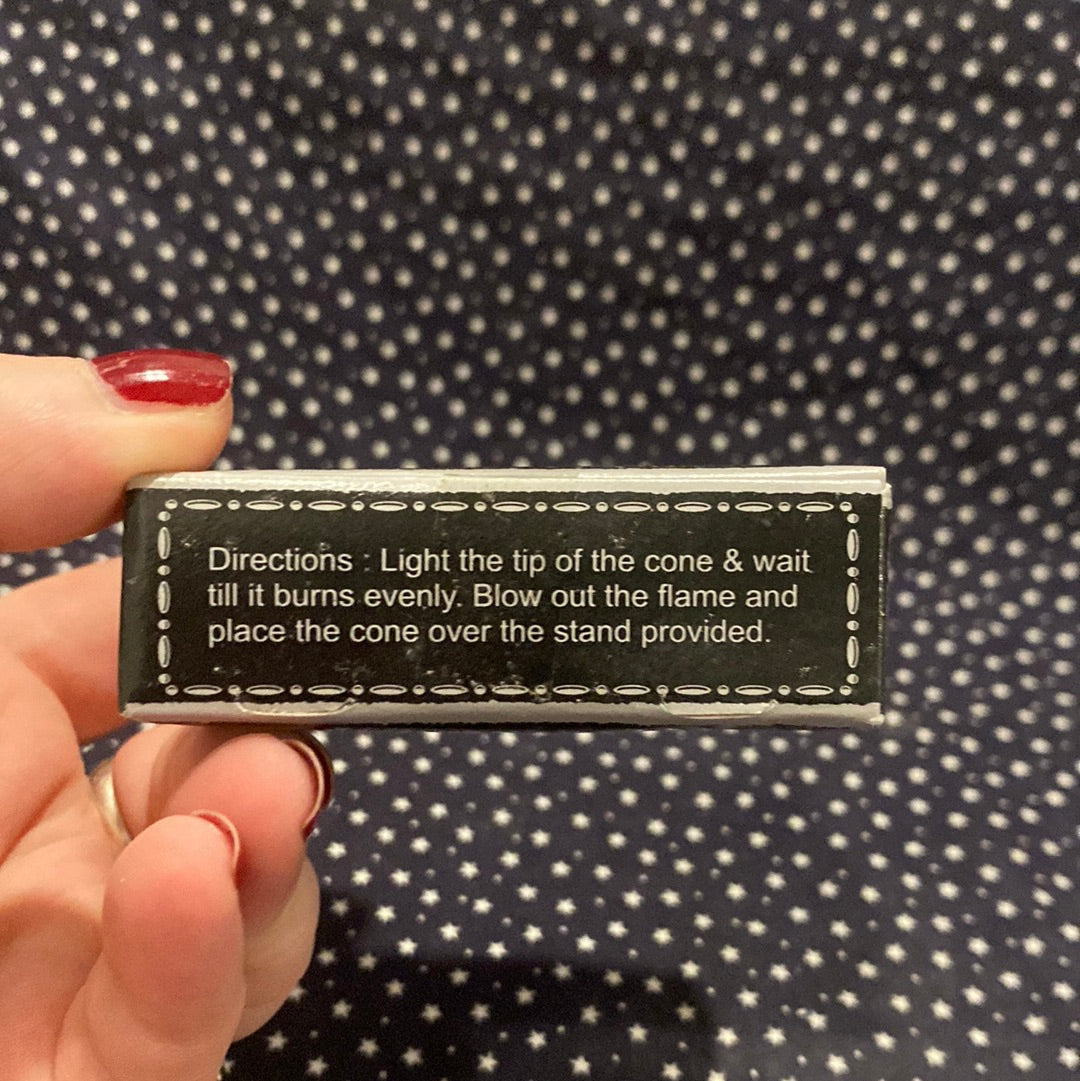 Directions : Light the tip of the cone & wait
till it burns evenly. Blow out the flame and
place the cone over the stand provided.